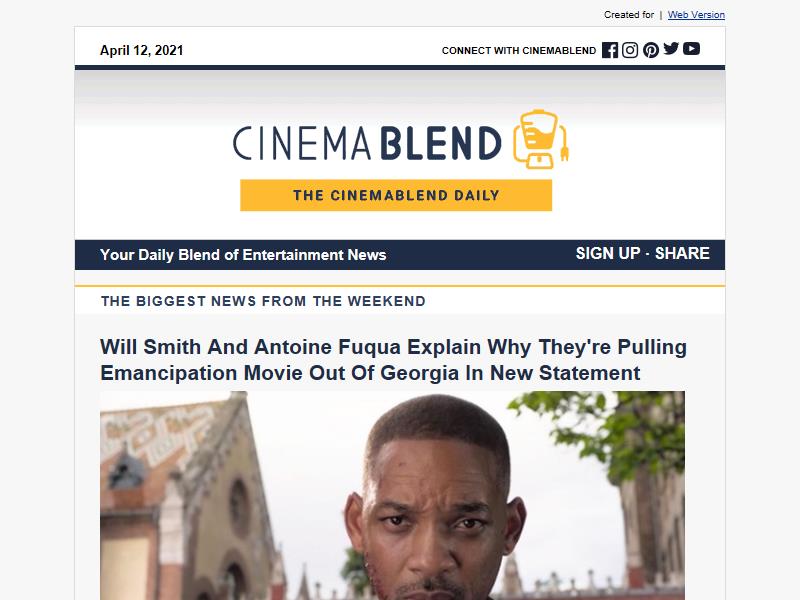 Created for | Web Version
April 12, 2021
CONNECT WITH CINEMABLEND
CINEMABLEND
THE CINEMABLEND DAILY
Your Daily Blend of Entertainment News
SIGN UP · SHARE
THE BIGGEST NEWS FROM THE WEEKEND
Will Smith And Antoine Fuqua Explain Why They're Pulling
Emancipation Movie Out Of Georgia In New Statement